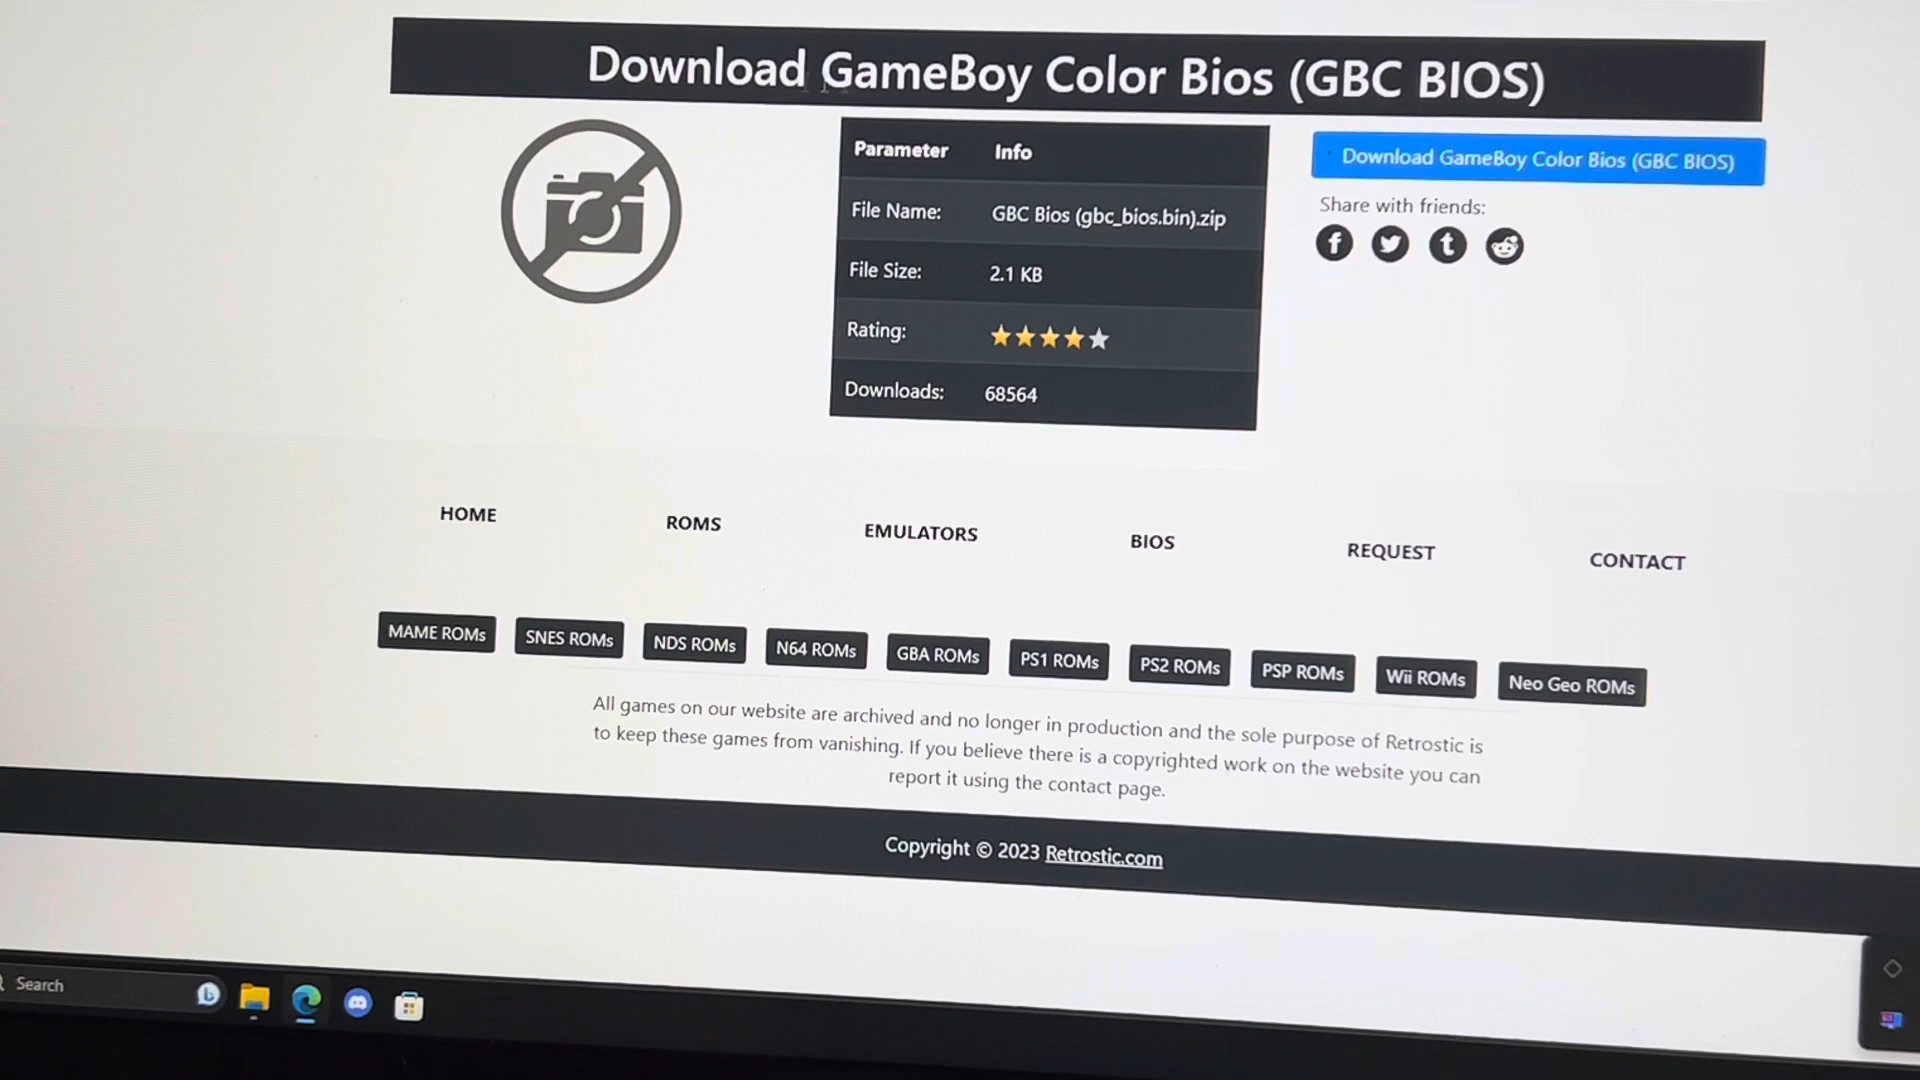 Download GameBoy Color Bios (GBC BIOS)
Parameter Info
File Name: GBC Bios (gbc_bios.bin).zip
File Size: 2.1 KB
Rating:
Downloads: 68564
Download GameBoy Color Bios (GBC BIOS)
Share with friends:
HOME ROMS EMULATORS BIOS REQUEST CONTACT
MAME ROMs SNES ROMs NDS ROMs N64 ROMs GBA ROMs PS1 ROMs PS2 ROMs PSP ROMs Wii ROMs Neo Geo ROMs
All games on our website are archived and no longer in production and the sole purpose of Retrostic is
to keep these games from vanishing. If you believe there is a copyrighted work on the website you can
report it using the contact page.
Copyright © 2023 Retrostic.com
Search